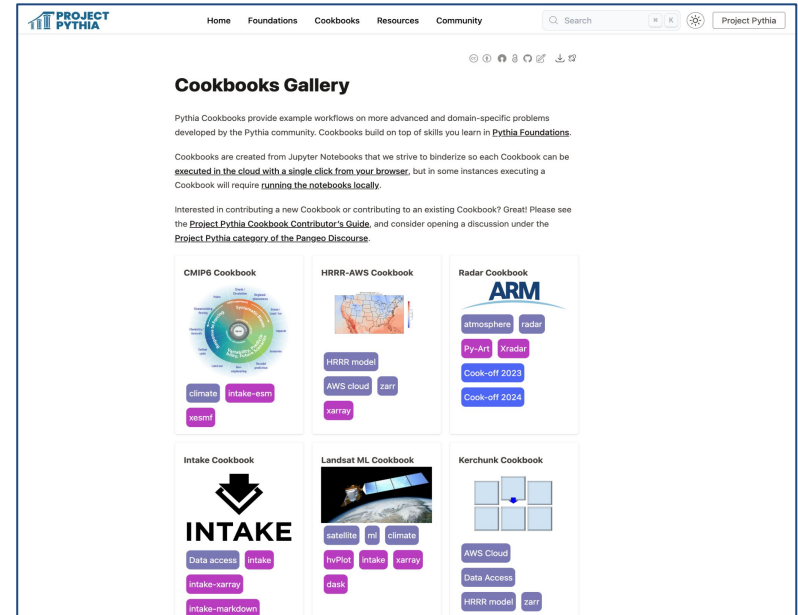 PROJECT
PYTHIA
Home Foundations Cookbooks Resources Community
Search
⌘ K
Project Pythia
Cookbooks Gallery
Pythia Cookbooks provide example workflows on more advanced and domain-specific problems
developed by the Pythia community. Cookbooks build on top of skills you learn in Pythia Foundations.
Cookbooks are created from Jupyter Notebooks that we strive to binderize so each Cookbook can be
executed in the cloud with a single click from your browser, but in some instances executing a
Cookbook will require running the notebooks locally.
Interested in contributing a new Cookbook or contributing to an existing Cookbook? Great! Please see
the Project Pythia Cookbook Contributor's Guide, and consider opening a discussion under the
Project Pythia category of the Pangeo Discourse.
CMIP6 Cookbook
climate intake-esm
xesmf
HRRR-AWS Cookbook
HRRR model
AWS cloud zarr
xarray
Radar Cookbook
ARM
atmosphere radar
Py-Art Xradar
Cook-off 2023
Cook-off 2024
Intake Cookbook
INTAKE
Data access intake
intake-xarray
intake-markdown
Landsat ML Cookbook
satellite ml climate
hvPlot intake xarray
dask
Kerchunk Cookbook
AWS Cloud
Data Access
HRRR model zarr